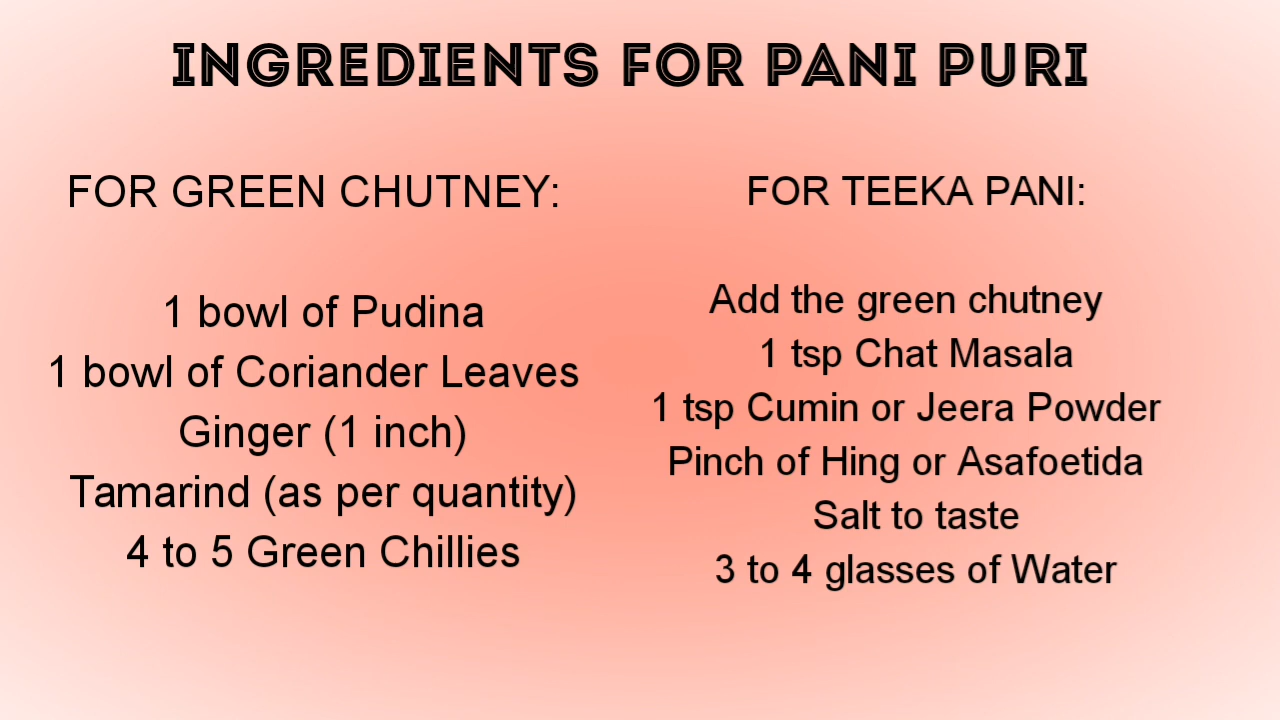 INGREDIENTS FOR PANI PURI
FOR GREEN CHUTNEY:
1 bowl of Pudina
1 bowl of Coriander Leaves
Ginger (1 inch)
Tamarind (as per quantity)
4 to 5 Green Chillies
FOR TEEKA PANI:
Add the green chutney
1 tsp Chat Masala
1 tsp Cumin or Jeera Powder
Pinch of Hing or Asafoetida
Salt to taste
3 to 4 glasses of Water